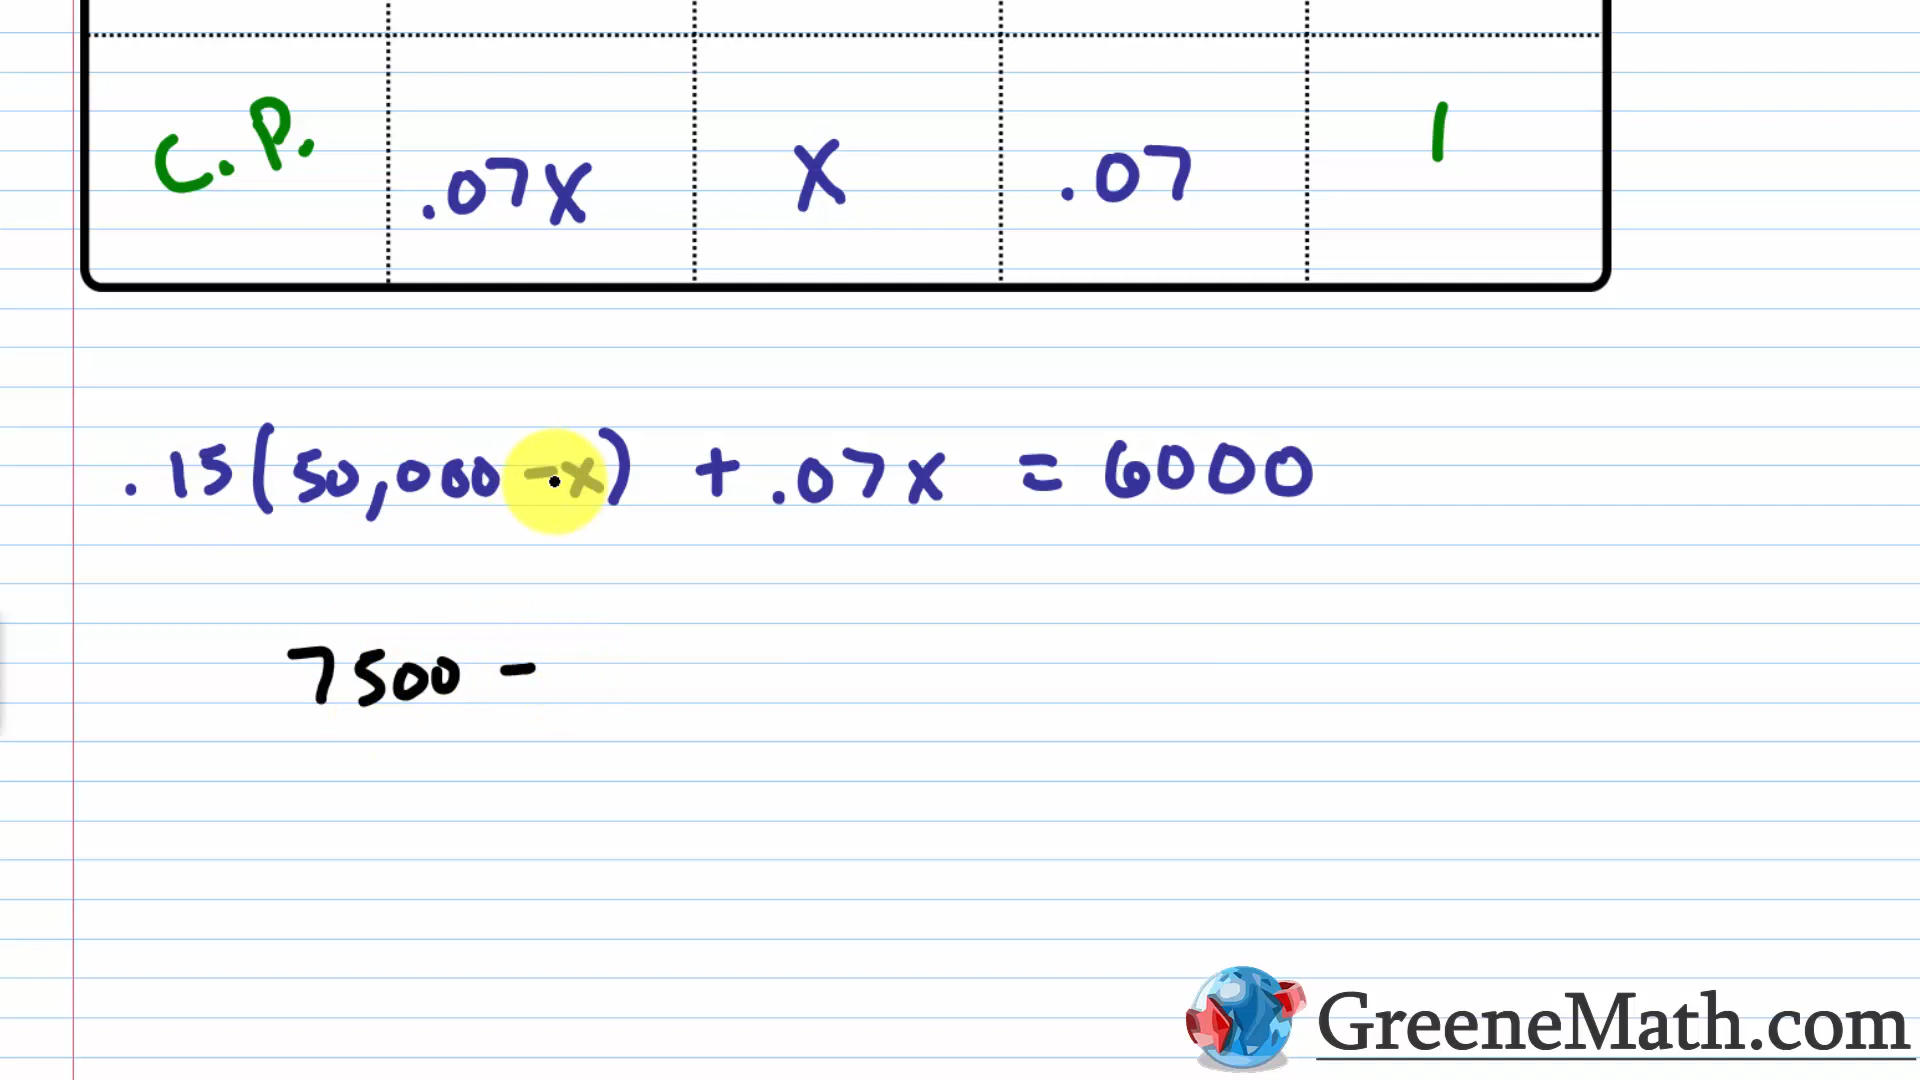 C.P. .07x x .07 1
.15(50,000 -x) + .07x = 6000
7500 -
GreeneMath.com